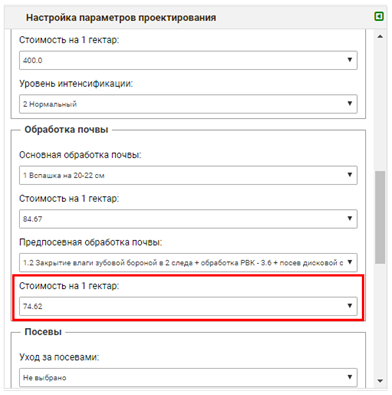 Настройка параметров проектирования
Стоимость на 1 гектар:
400.0
Уровень интенсификации:
2 Нормальный
Обработка почвы
Основная обработка почвы:
1 Вспашка на 20-22 см
Стоимость на 1 гектар:
84.67
Предпосевная обработка почвы:
1.2 Закрытие влаги зубовой бороной в 2 следа + обработка РВК - 3.6 + посев дисковой с
Стоимость на 1 гектар:
74.62
Посевы
Уход за посевами:
Не выбрано